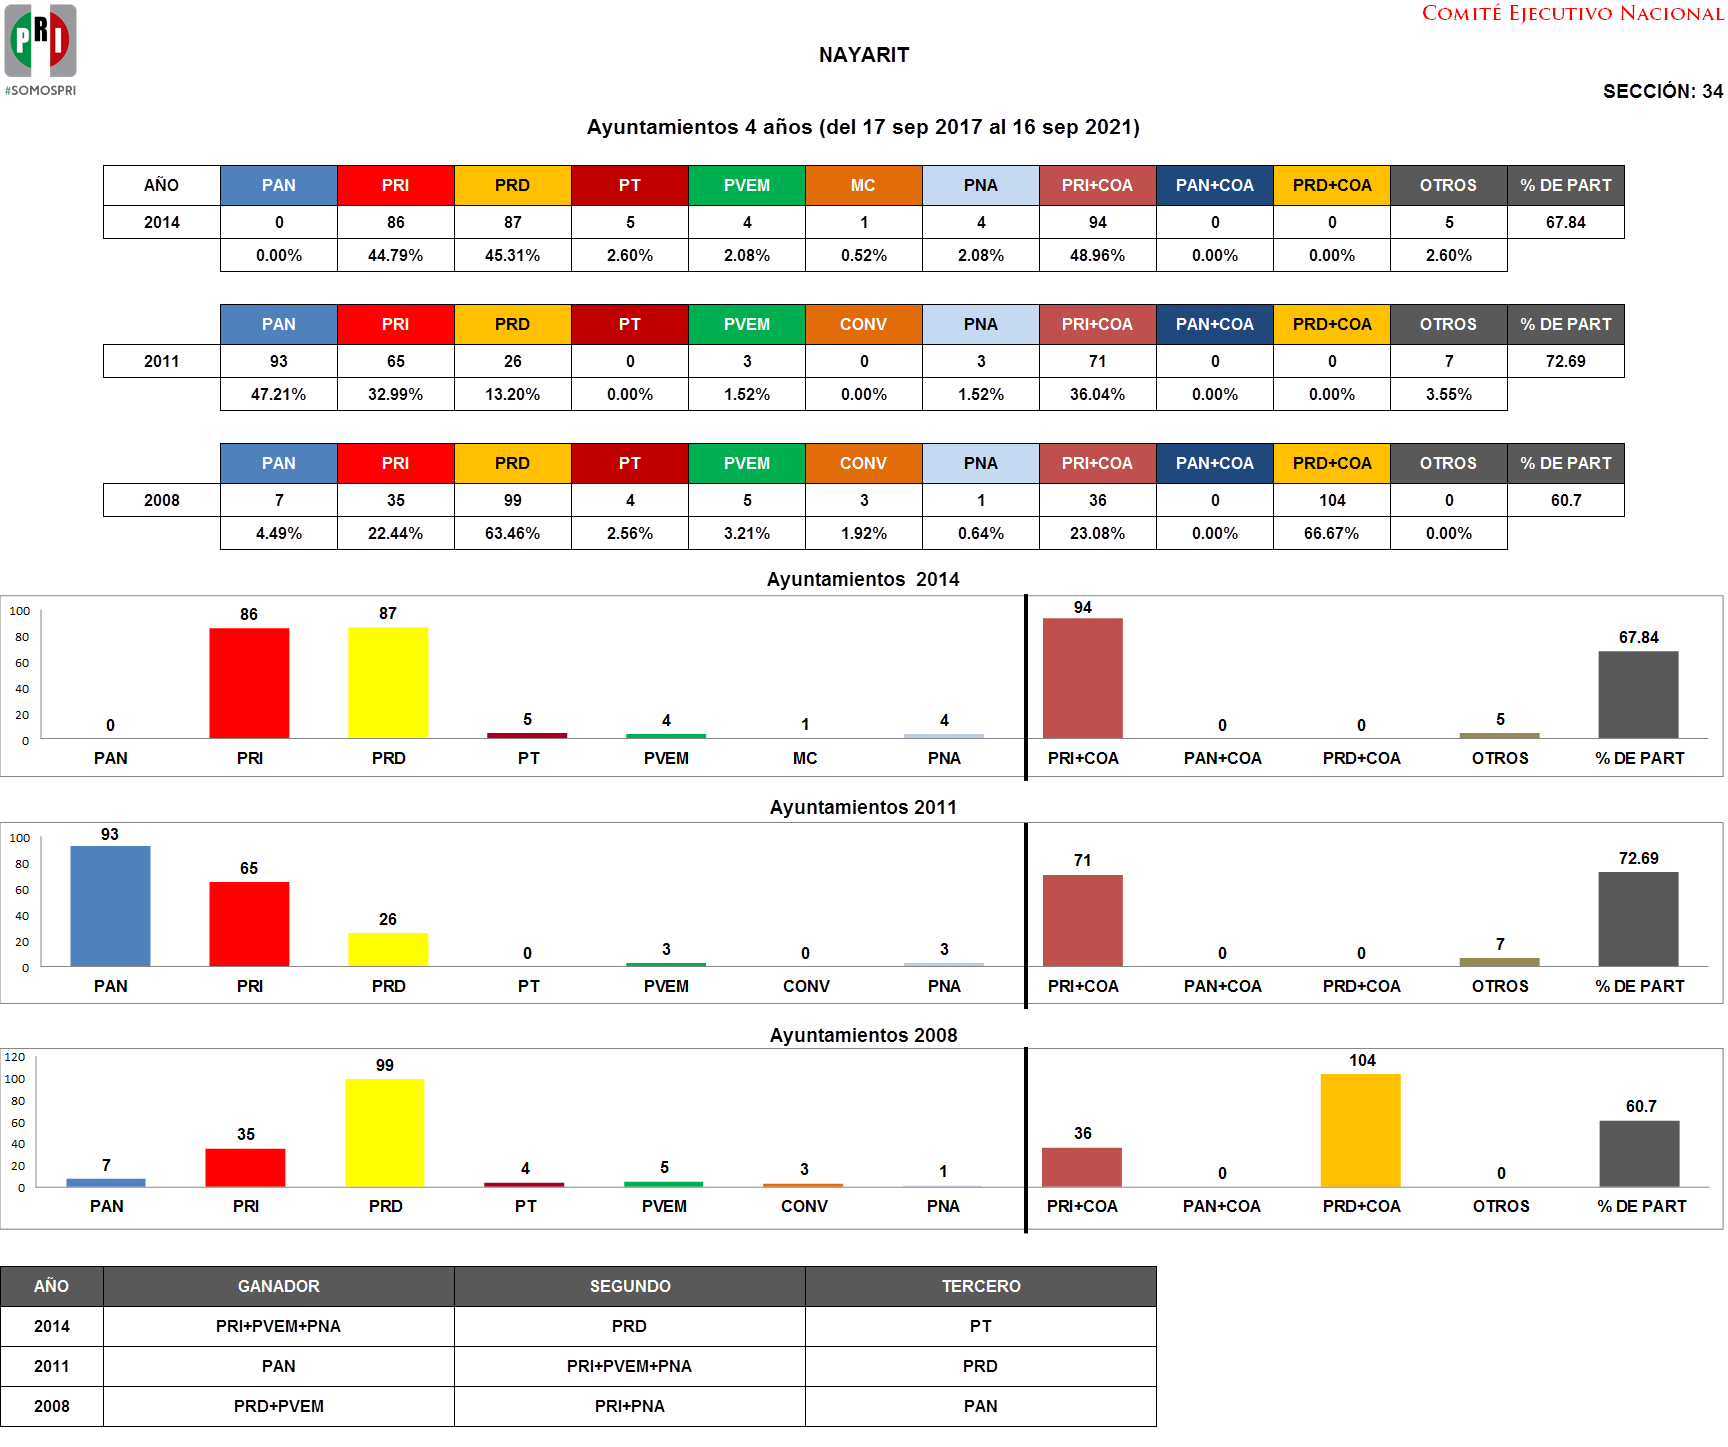 COMITÉ EJECUTIVO NACIONAL
PRI
#SOMOSPRI
NAYARIT
SECCIÓN: 34
Ayuntamientos 4 años (del 17 sep 2017 al 16 sep 2021)
AÑO PAN PRI PRD PT PVEM MC PNA PRI+COA PAN+COA PRD+COA OTROS % DE PART
2014 0 86 87 5 4 1 4 94 0 0 5 67.84
0.00% 44.79% 45.31% 2.60% 2.08% 0.52% 2.08% 48.96% 0.00% 0.00% 2.60%
PAN PRI PRD PT PVEM CONV PNA PRI+COA PAN+COA PRD+COA OTROS % DE PART
2011 93 65 26 0 3 0 3 71 0 0 7 72.69
47.21% 32.99% 13.20% 0.00% 1.52% 0.00% 1.52% 36.04% 0.00% 0.00% 3.55%
PAN PRI PRD PT PVEM CONV PNA PRI+COA PAN+COA PRD+COA OTROS % DE PART
2008 7 35 99 4 5 3 1 36 0 104 0 60.7
4.49% 22.44% 63.46% 2.56% 3.21% 1.92% 0.64% 23.08% 0.00% 66.67% 0.00%
Ayuntamientos 2014
100
80
60
40
20
0
0 86 87 5 4 1 4 94 0 0 5 67.84
PAN PRI PRD PT PVEM MC PNA PRI+COA PAN+COA PRD+COA OTROS % DE PART
Ayuntamientos 2011
100
80
60
40
20
0
93 65 26 0 3 0 3 71 0 0 7 72.69
PAN PRI PRD PT PVEM CONV PNA PRI+COA PAN+COA PRD+COA OTROS % DE PART
Ayuntamientos 2008
120
100
80
60
40
20
0
7 35 99 4 5 3 1 36 0 104 0 60.7
PAN PRI PRD PT PVEM CONV PNA PRI+COA PAN+COA PRD+COA OTROS % DE PART
AÑO GANADOR SEGUNDO TERCERO
2014 PRI+PVEM+PNA PRD PT
2011 PAN PRI+PVEM+PNA PRD
2008 PRD+PVEM PRI+PNA PAN